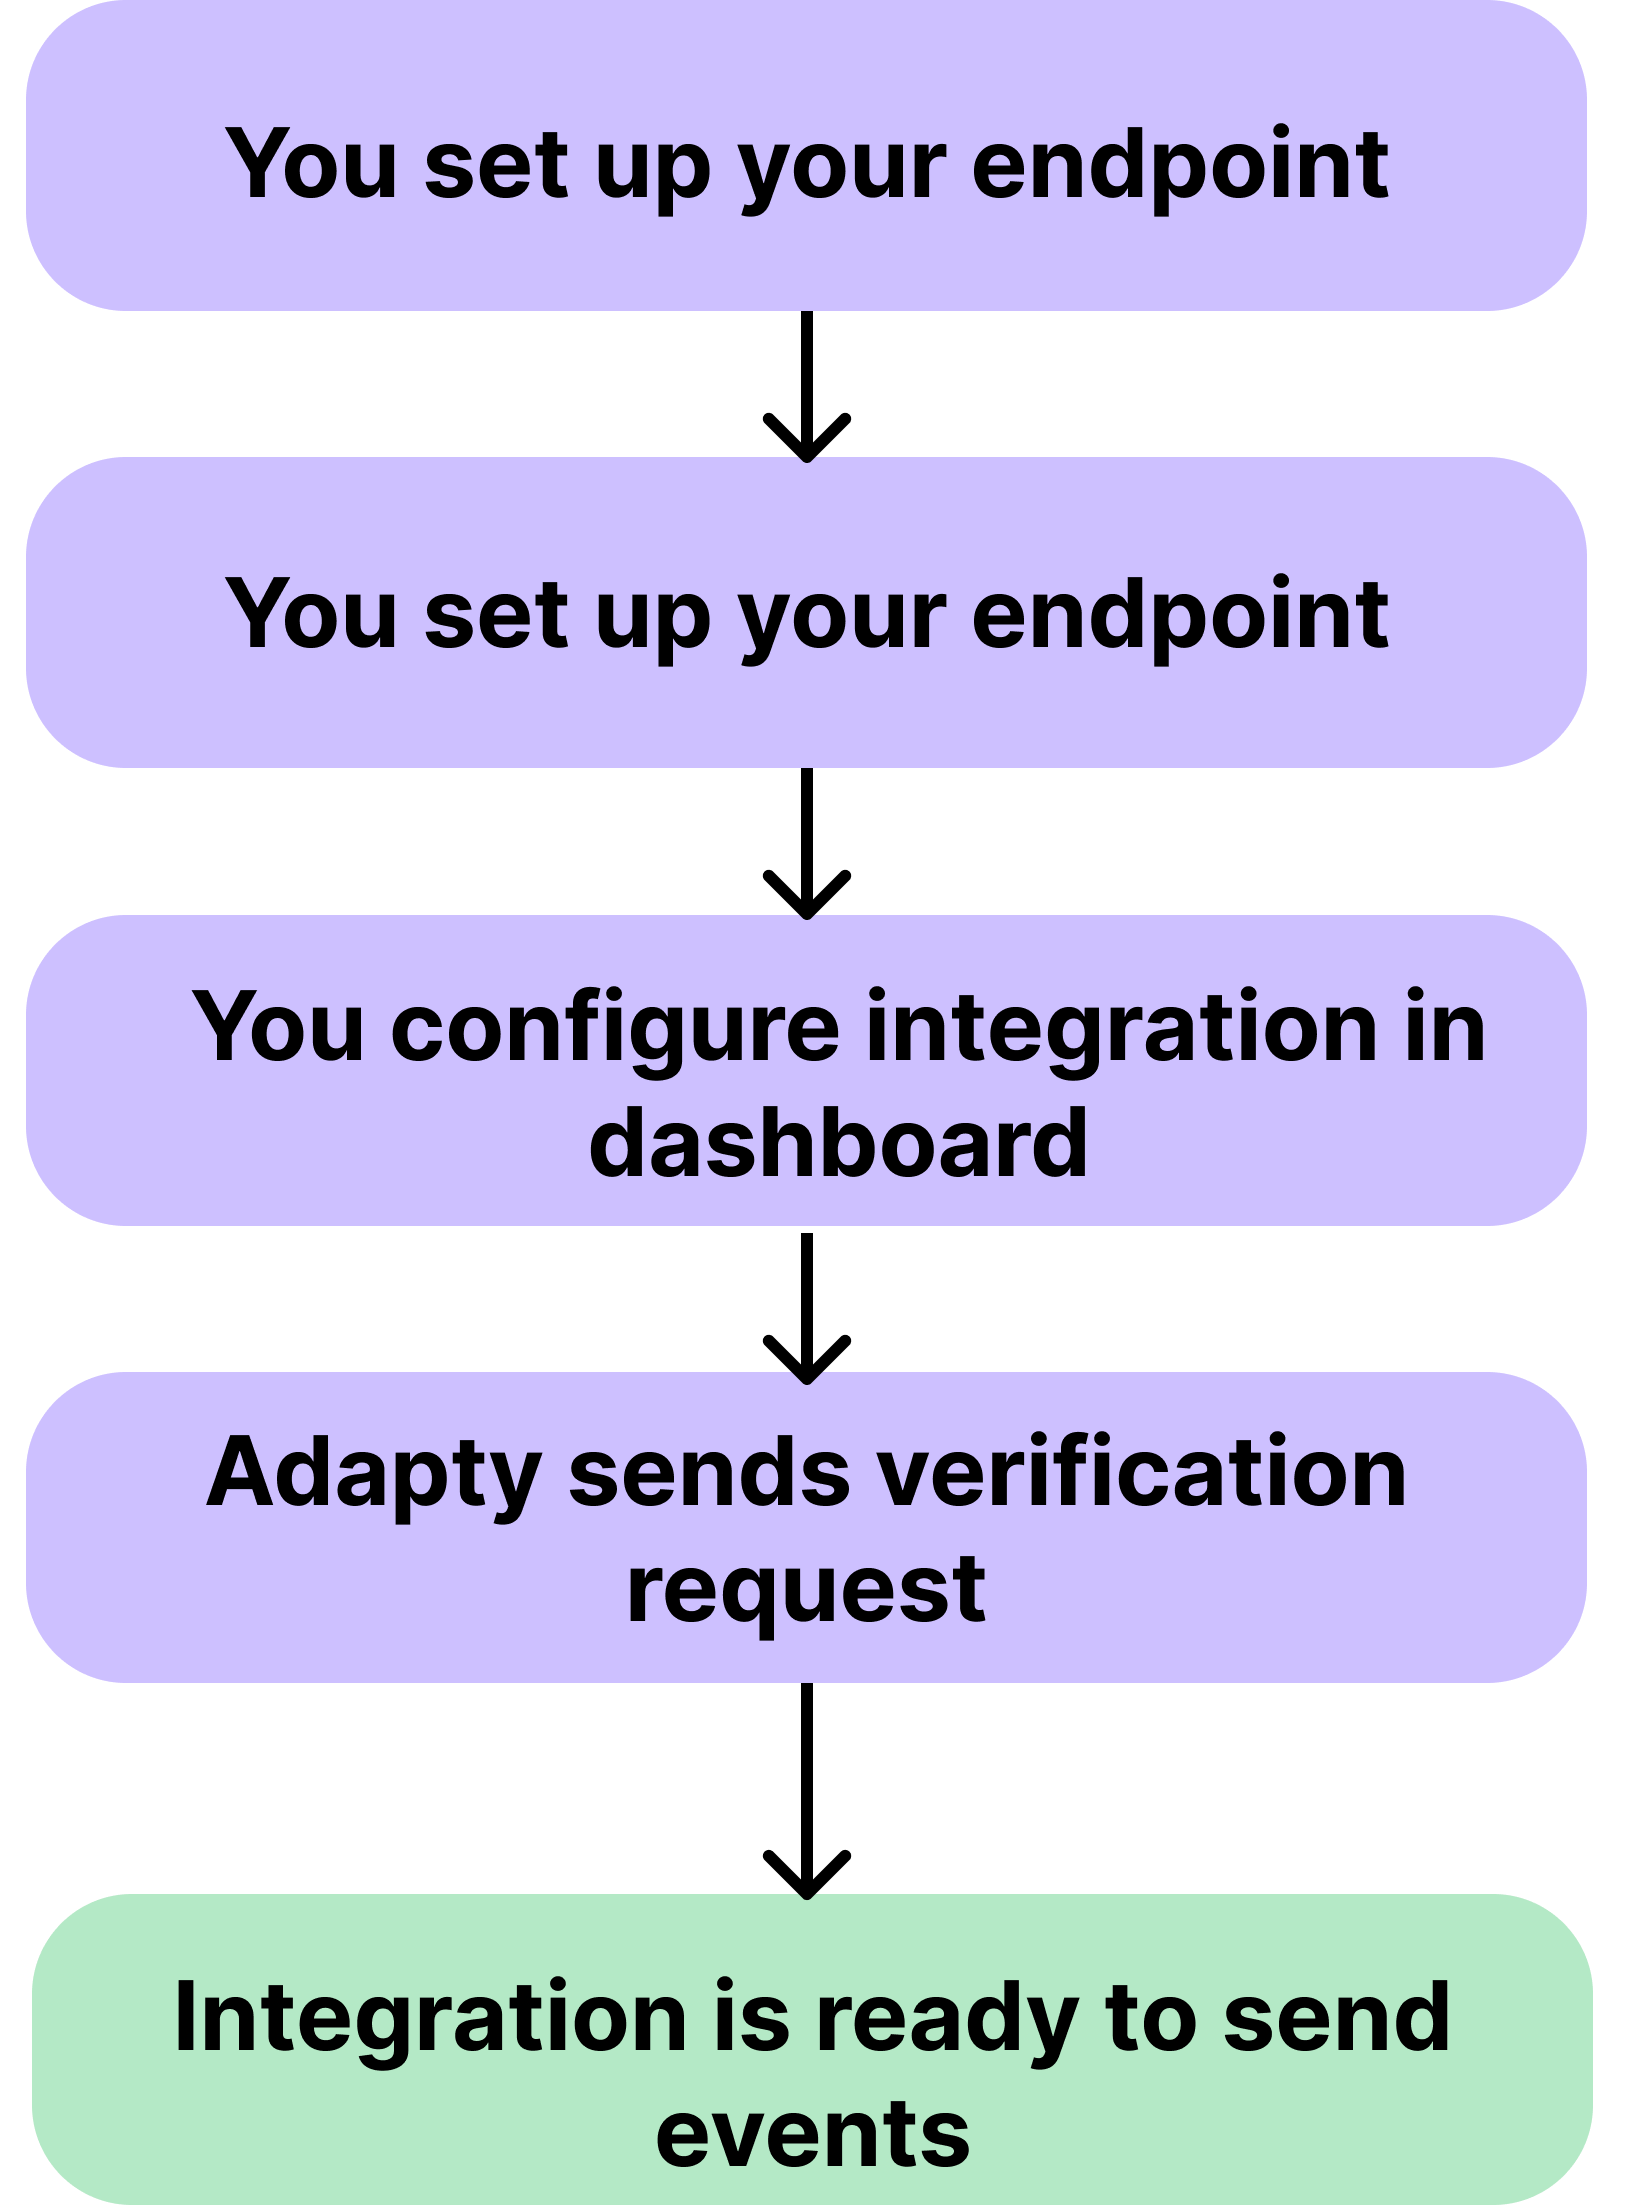 You set up your endpoint
You set up your endpoint
You configure integration in
dashboard
Adapty sends verification
request
Integration is ready to send
events